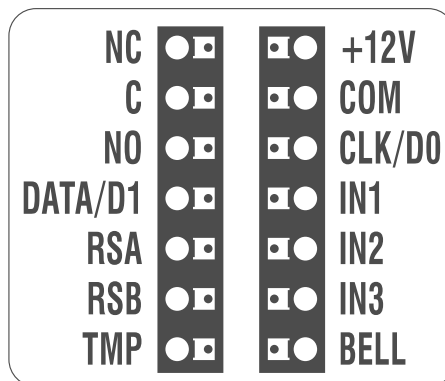 NC +12V
C COM
NO CLK/D0
DATA/D1 IN1
RSA IN2
RSB IN3
TMP BELL